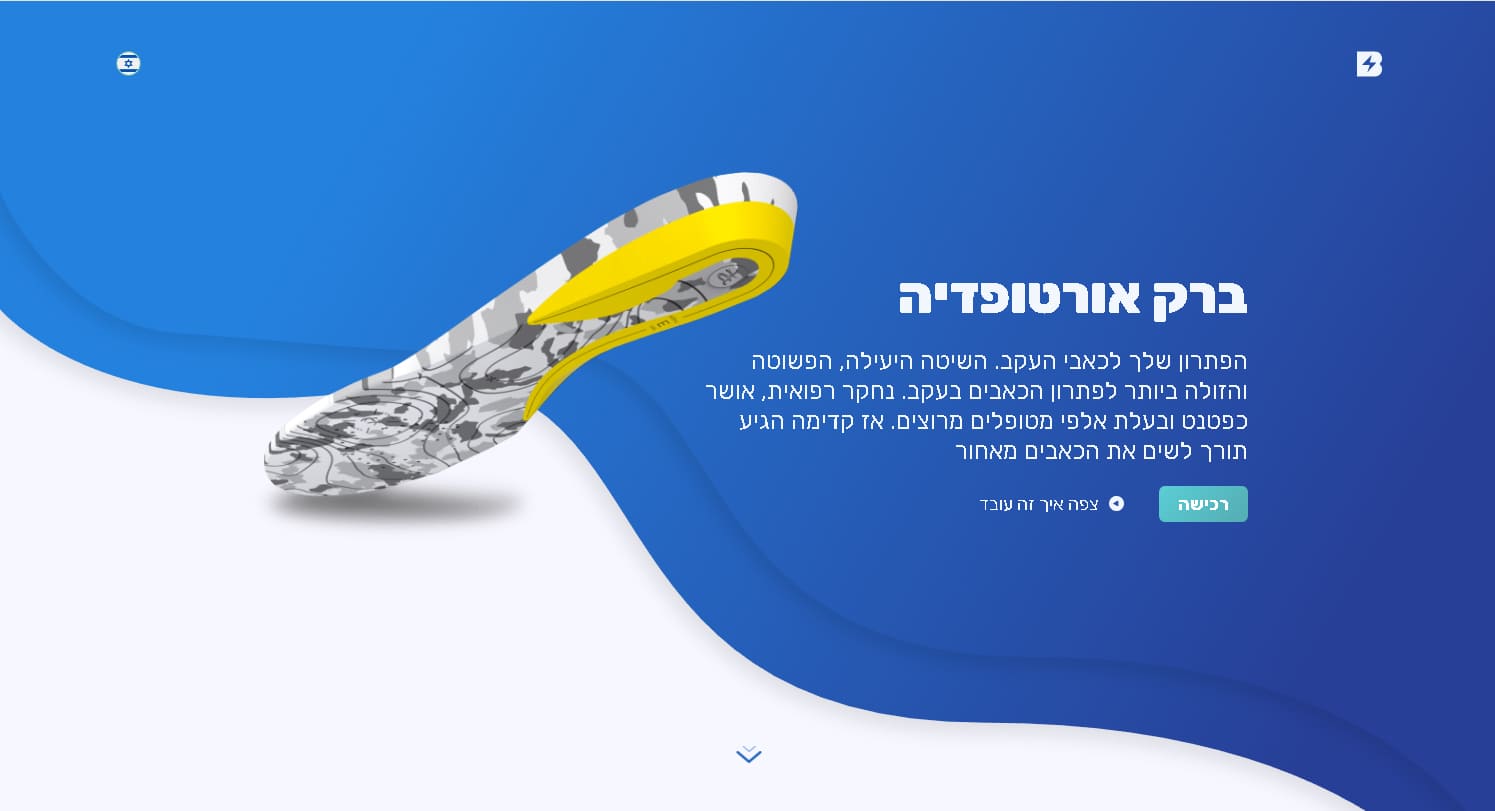 ברק אורטופדיה
הפתרון שלך לכאבי העקב. השיטה היעילה, הפשוטה
והזולה ביותר לפתרון הכאבים בעקב. נחקר רפואית, אושר
כפטנט ובעלת אלפי מטופלים מרוצים. אז קדימה הגיע
תורך לשים את הכאבים מאחור
רכישה
צפה איך זה עובד